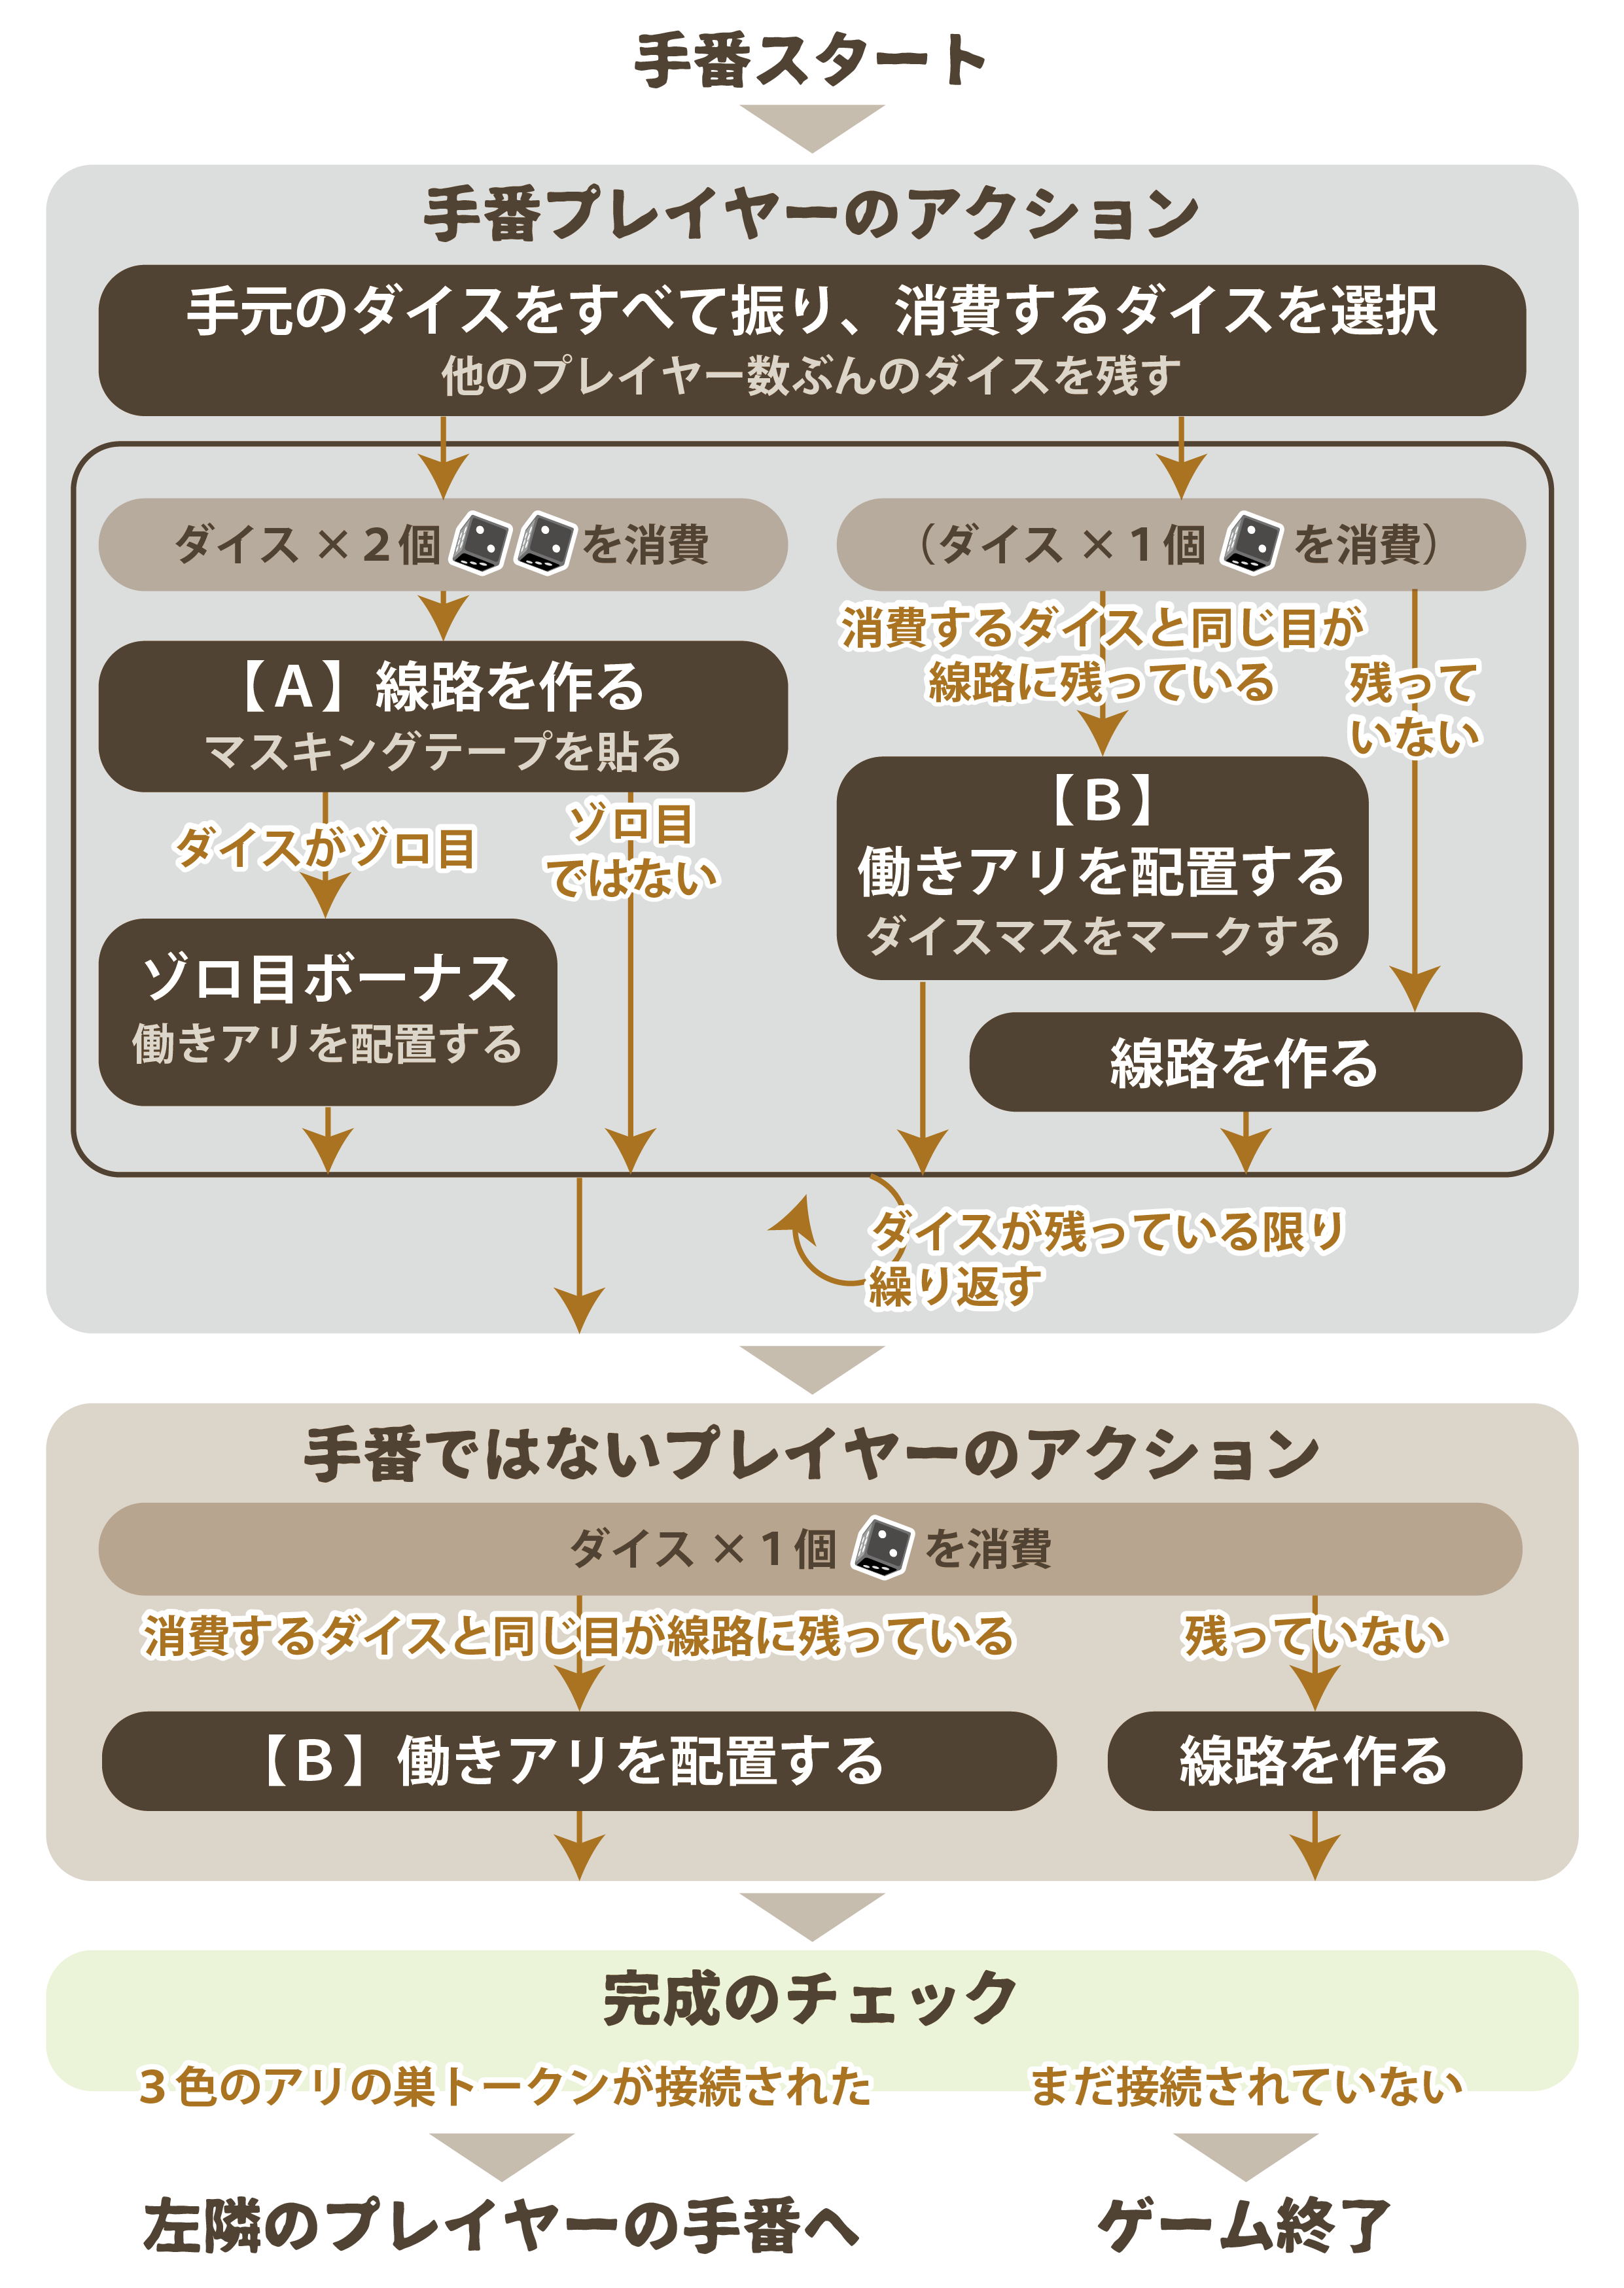 手番スタート
手番プレイヤーのアクション
手元のダイスをすべて振り、消費するダイスを選択
他のプレイヤー数ぶんのダイスを残す
ダイス × 2 個 を消費
（ダイス × 1 個 を消費）
【A】線路を作る
マスキングテープを貼る
消費するダイスと同じ目が
線路に残っている
残って
いない
ダイスがゾロ目
ゾロ目
ではない
【B】
働きアリを配置する
ダイスマスをマークする
ゾロ目ボーナス
働きアリを配置する
線路を作る
ダイスが残っている限り
繰り返す
手番ではないプレイヤーのアクション
ダイス × 1 個 を消費
消費するダイスと同じ目が線路に残っている
残っていない
【B】働きアリを配置する
線路を作る
完成のチェック
3色のアリの巣トークンが接続された
まだ接続されていない
左隣のプレイヤーの手番へ
ゲーム終了